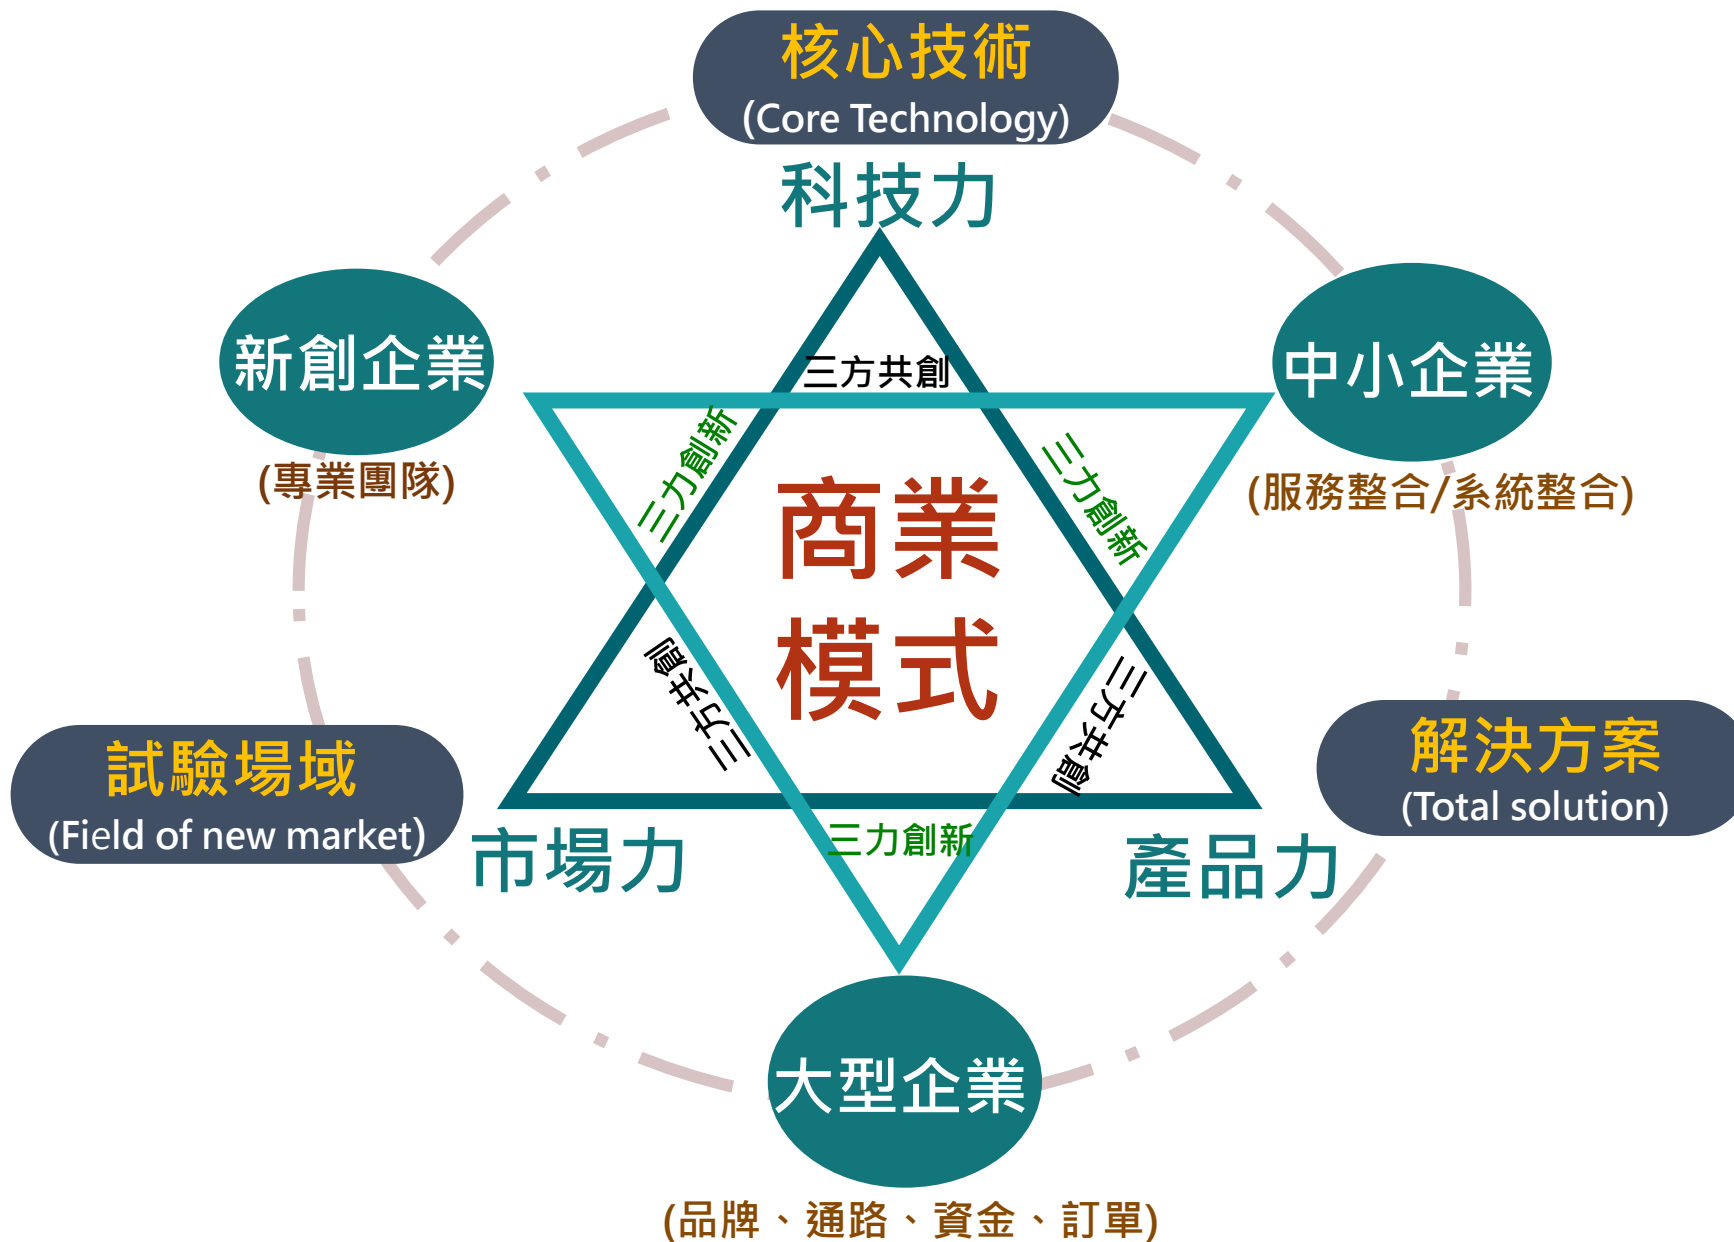 核心技術
(Core Technology)
科技力
新創企業
(專業團隊)
中小企業
(服務整合/系統整合)
三方共創
三力創新
三力創新
商業
模式
三方共創
三方共創
試驗場域
(Field of new market)
解決方案
(Total solution)
市場力
三力創新
產品力
大型企業
(品牌、通路、資金、訂單)